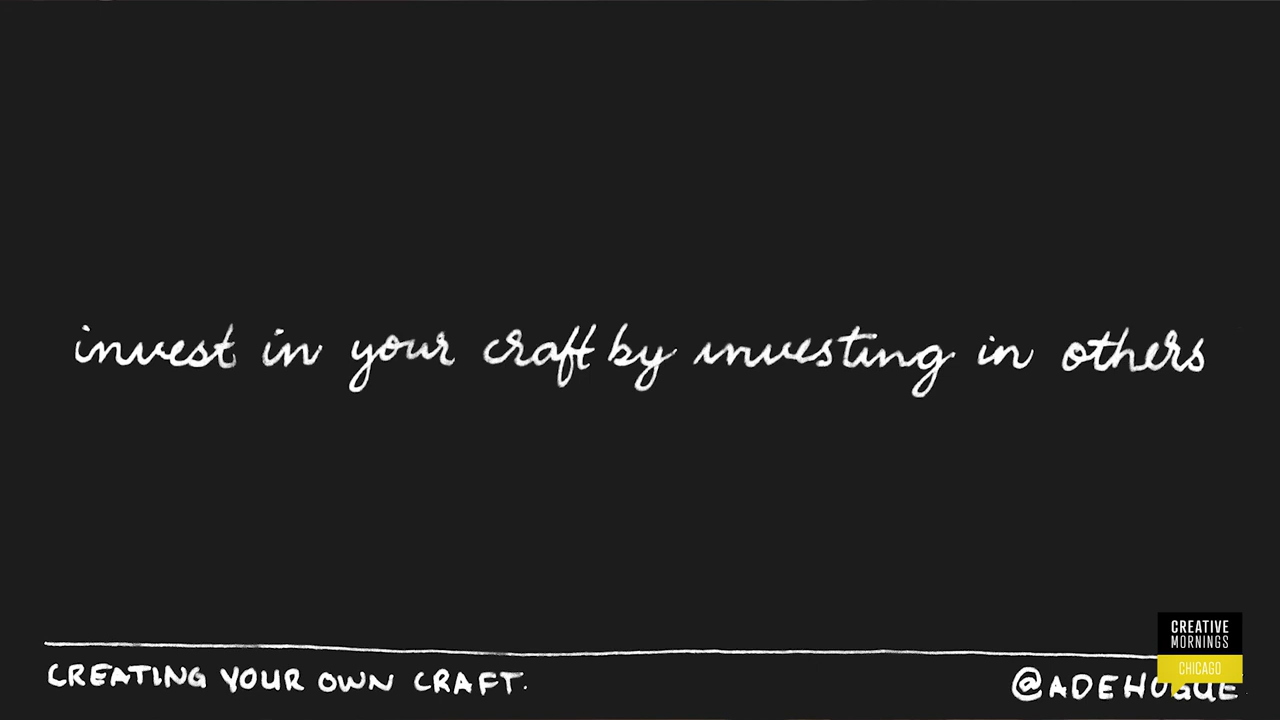 invest in your craft by investing in others
CREATIVE
MORNINGS
CHICAGO
CREATING YOUR OWN CRAFT.
@ADEHOGUE